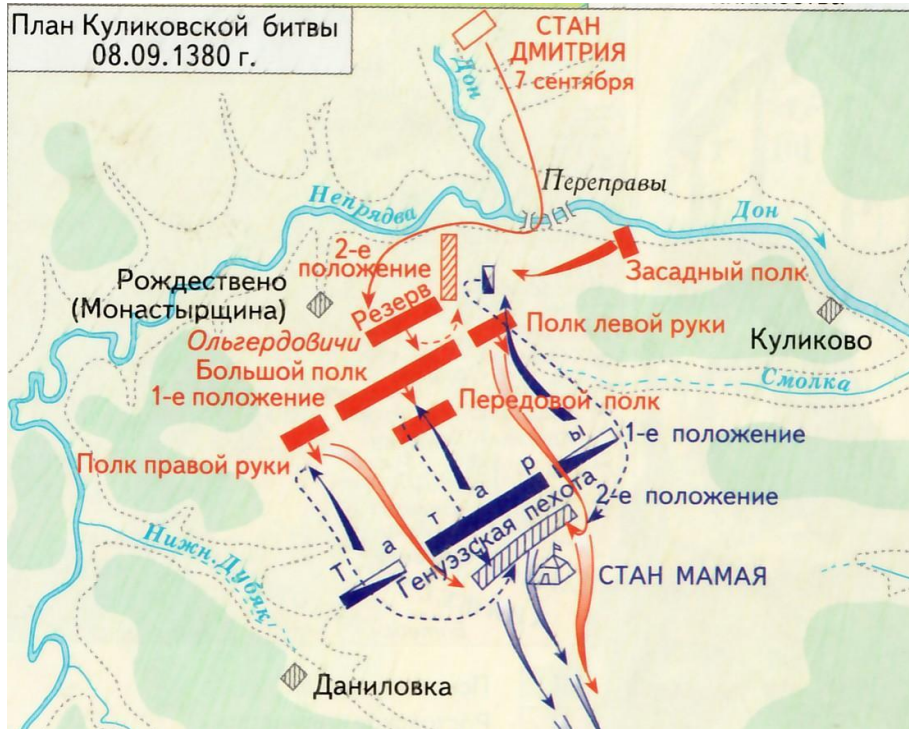 План Куликовской битвы
08.09.1380 г.
СТАН
ДМИТРИЯ
7 сентября
Дон
Переправы
Непрядва
Дон
2-е
положение
Засадный полк
Рождествено
(Монастырщина)
Резерв
Полк левой руки
Куликово
Ольгердовичи
Большой полк
1-е положение
Смолка
Передовой полк
Полк правой руки
1-е положение
Татары
2-е положение
Генуэзская пехота
Нижн. Дубяк
СТАН МАМАЯ
Даниловка